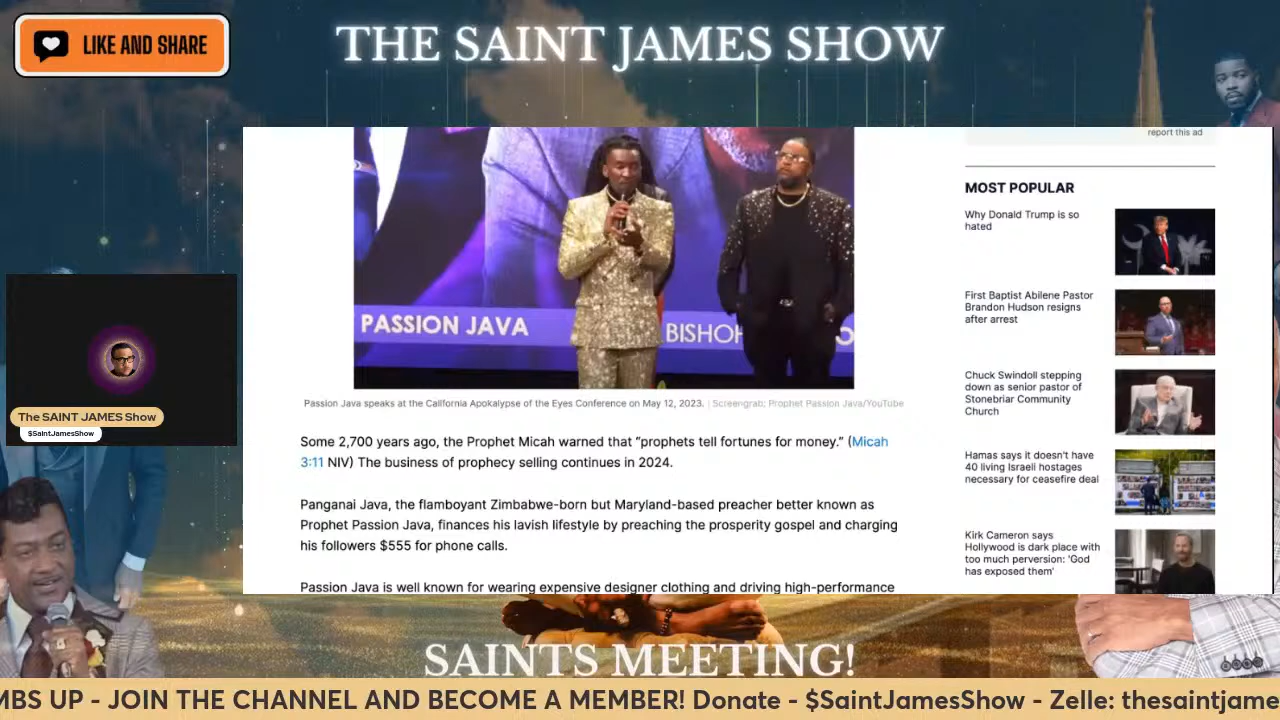 LIKE AND SHARE
THE SAINT JAMES SHOW
report this ad
PASSION JAVA
BISHOP
Passion Java speaks at the California Apokalypse of the Eyes Conference on May 12, 2023. | Screengrab: Prophet Passion Java/YouTube
Some 2,700 years ago, the Prophet Micah warned that “prophets tell fortunes for money.” (Micah
3:11 NIV) The business of prophecy selling continues in 2024.
Panganai Java, the flamboyant Zimbabwe-born but Maryland-based preacher better known as
Prophet Passion Java, finances his lavish lifestyle by preaching the prosperity gospel and charging
his followers $555 for phone calls.
Passion Java is well known for wearing expensive designer clothing and driving high-performance
MOST POPULAR
Why Donald Trump is so
hated
First Baptist Abilene Pastor
Brandon Hudson resigns
after arrest
Chuck Swindoll stepping
down as senior pastor of
Stonebriar Community
Church
Hamas says it doesn't have
40 living Israeli hostages
necessary for ceasefire deal
Kirk Cameron says
Hollywood is dark place with
too much perversion: 'God
has exposed them'
The SAINT JAMES Show
$SaintJamesShow
SAINTS MEETING!
MBS UP - JOIN THE CHANNEL AND BECOME A MEMBER! Donate - $SaintJamesShow - Zelle: thesaintjame